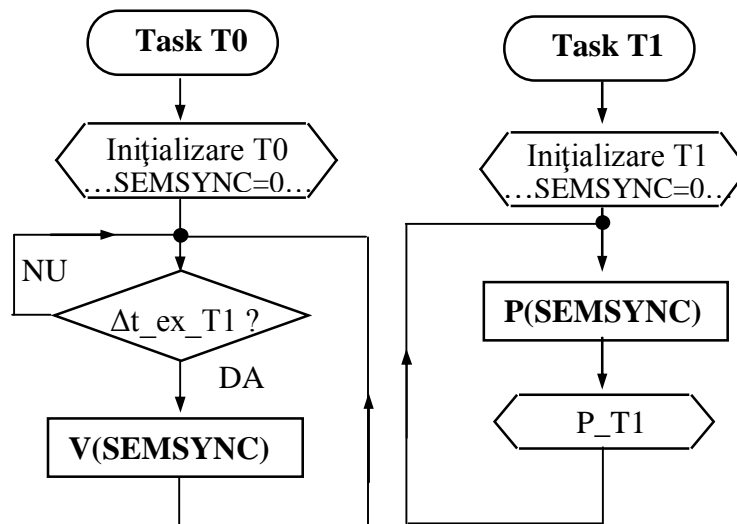 Task T0
Iniţializare T0
…SEMSYNC=0…
NU
Δt_ex_T1 ?
DA
V(SEMSYNC)
Task T1
Iniţializare T1
…SEMSYNC=0…
P(SEMSYNC)
P_T1